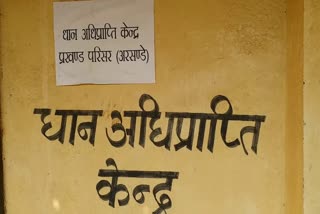 धान अधिप्राप्ति केन्द्र
प्रखण्ड परिसर (अरसण्डे)
धान अधिप्राप्ति
केन्द्र